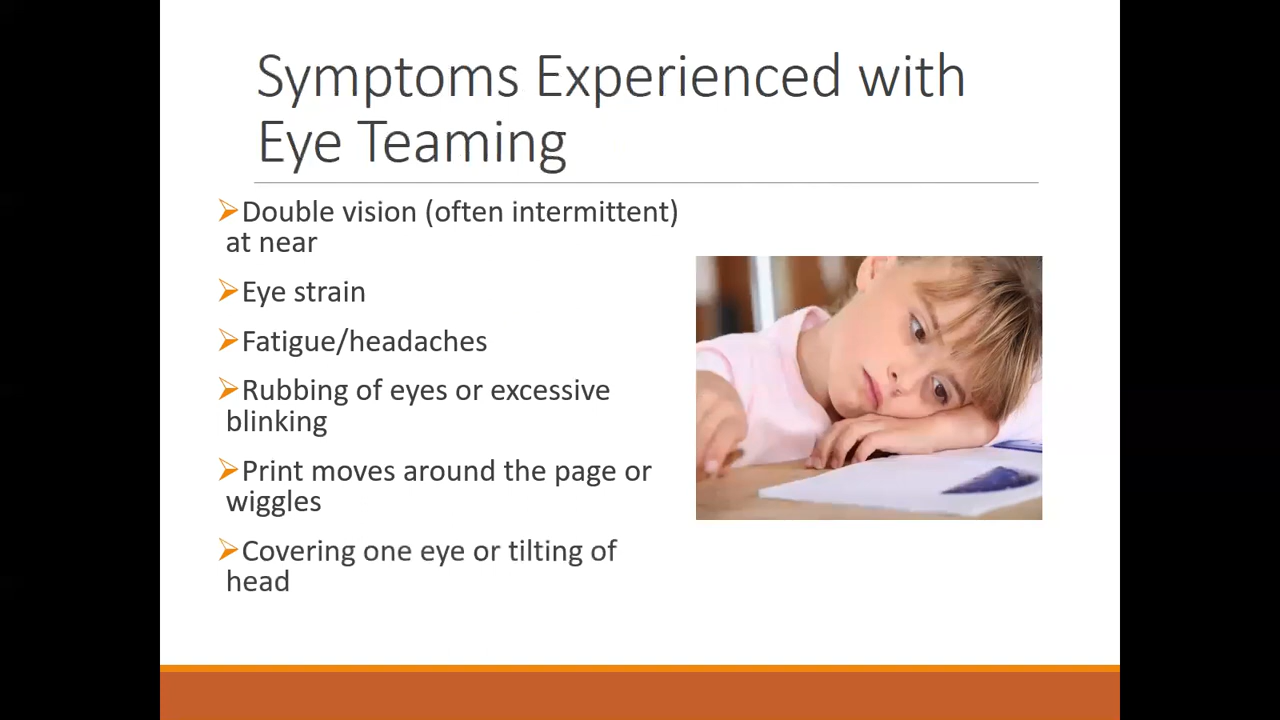 Symptoms Experienced with
Eye Teaming
Double vision (often intermittent)
at near
Eye strain
Fatigue/headaches
Rubbing of eyes or excessive
blinking
Print moves around the page or
wiggles
Covering one eye or tilting of
head